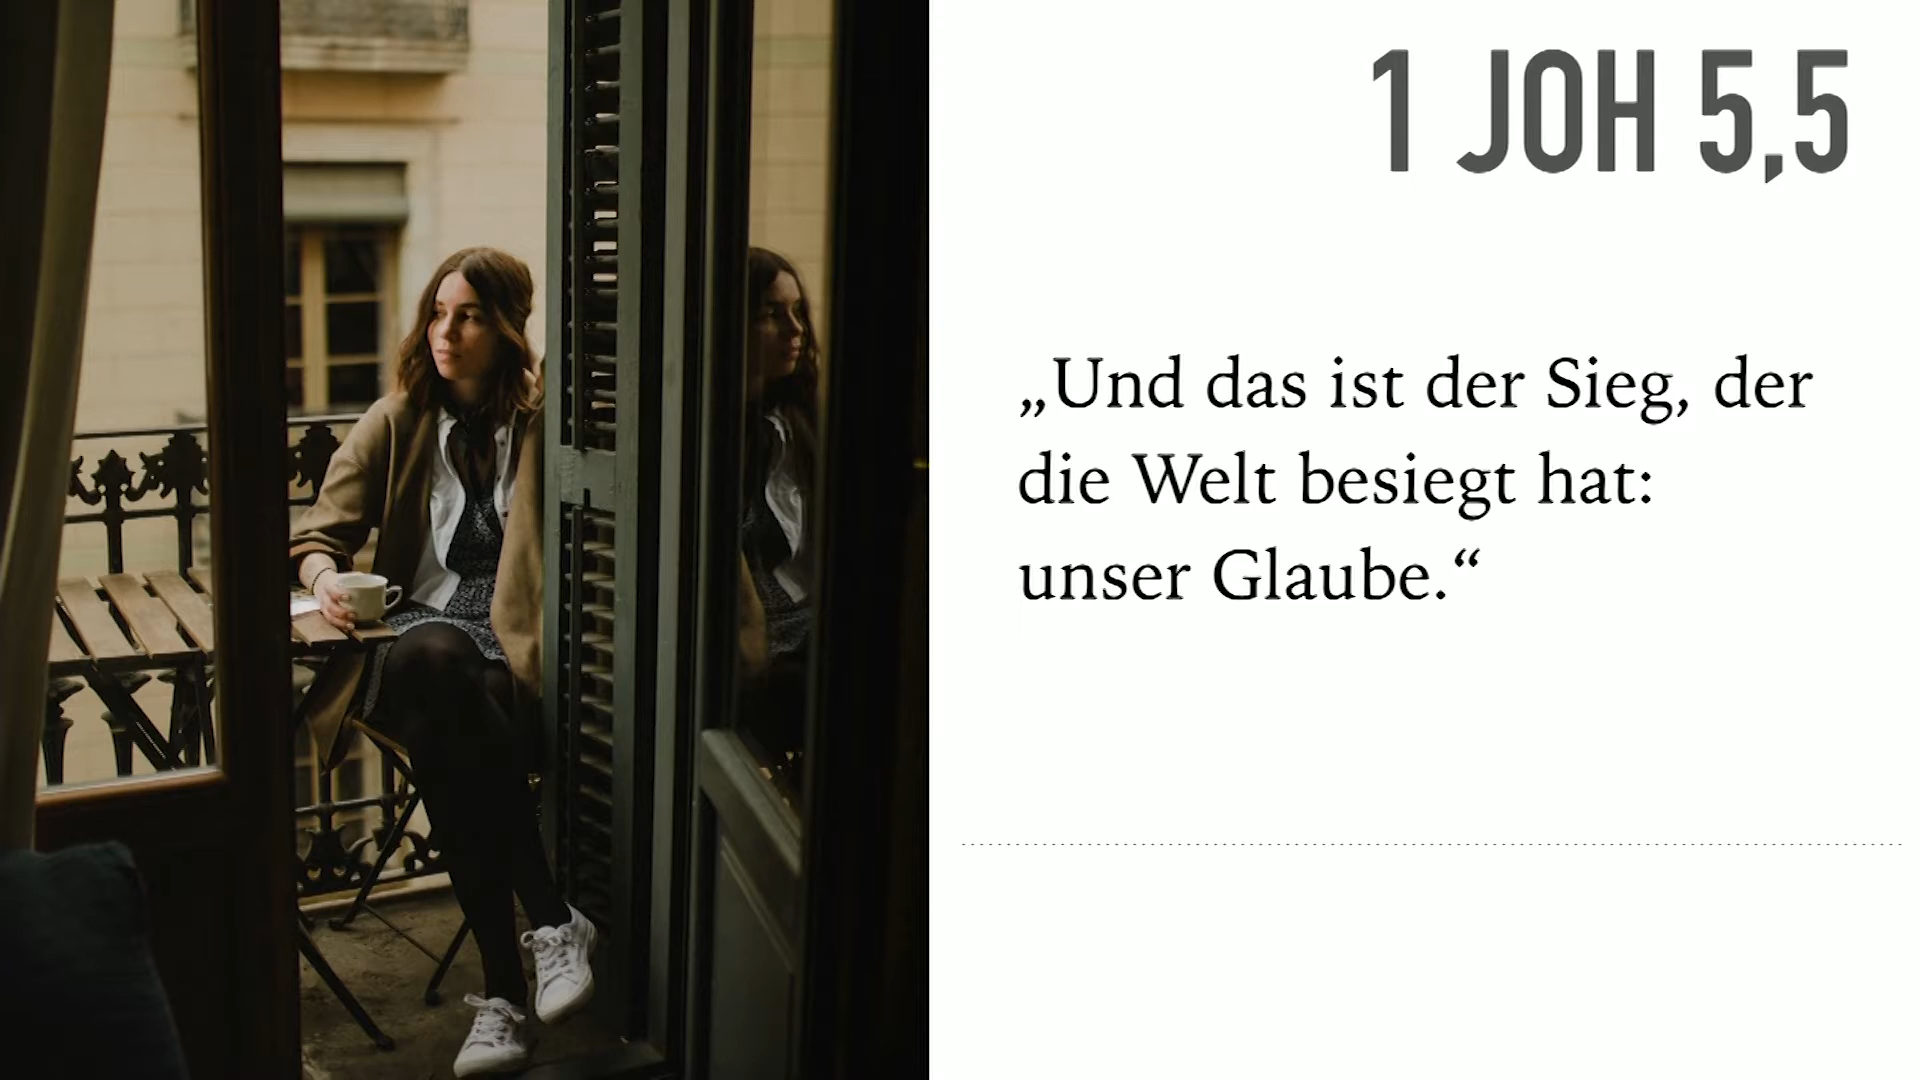 1 JOH 5,5
„Und das ist der Sieg, der
die Welt besiegt hat:
unser Glaube.“